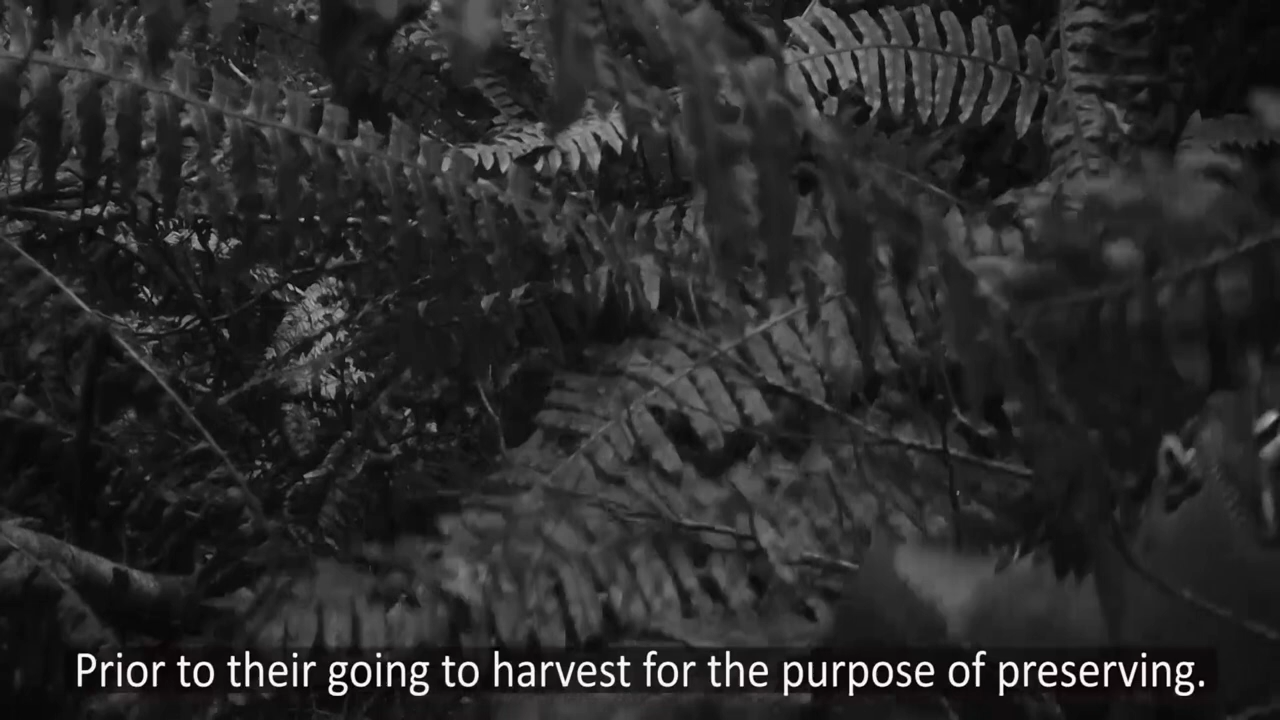 Prior to their going to harvest for the purpose of preserving.